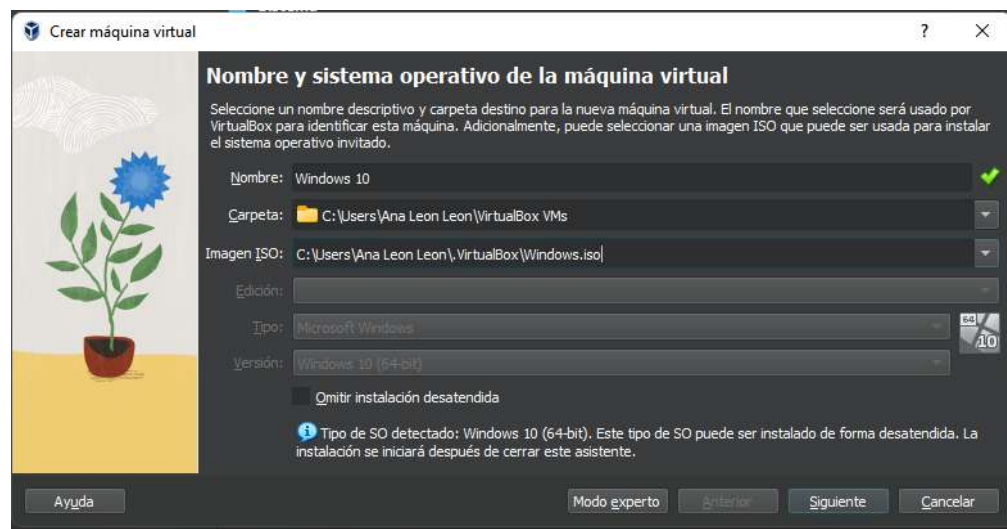 Crear máquina virtual
?
Nombre y sistema operativo de la máquina virtual
Seleccione un nombre descriptivo y carpeta destino para la nueva máquina virtual. El nombre que seleccione será usado por
VirtualBox para identificar esta máquina. Adicionalmente, puede seleccionar una imagen ISO que puede ser usada para instalar
el sistema operativo invitado.
Nombre: Windows 10
Carpeta: C:\Users\Ana Leon Leon\VirtualBox VMs
Imagen ISO: C:\Users\Ana Leon Leon\.VirtualBox\Windows.iso
Edición:
Tipo: Microsoft Windows
64
10
Versión: Windows 10 (64-bit)
Omitir instalación desatendida
Tipo de SO detectado: Windows 10 (64-bit). Este tipo de SO puede ser instalado de forma desatendida. La
instalación se iniciará después de cerrar este asistente.
Ayuda Modo experto Anterior Siguiente Cancelar